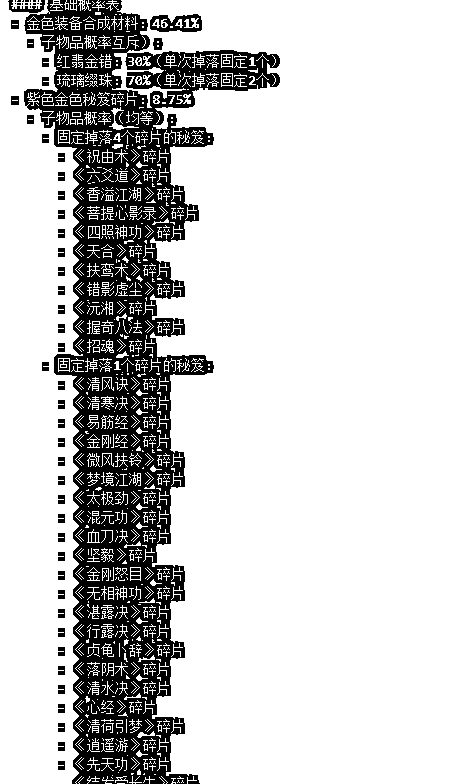 #### 基础概率表
金色装备合成材料: 46.41%
子物品概率互斥）:
红翡金错: 30%（单次掉落固定1个）
琉璃缀珠: 70%（单次掉落固定2个）
紫色金色秘笈碎片: 8.75%
子物品概率（均等）:
固定掉落4个碎片的秘笈:
《祝由术》碎片
《六爻道》碎片
《香溢江湖》碎片
《菩提心影录》碎片
《四照神功》碎片
《天合》碎片
《扶鸾术》碎片
《错影虚尘》碎片
《沅湘》碎片
《握奇八法》碎片
《招魂》碎片
固定掉落1个碎片的秘笈:
《清风诀》碎片
《清寒决》碎片
《易筋经》碎片
《金刚经》碎片
《微风扶铃》碎片
《梦境江湖》碎片
《太极劲》碎片
《混元功》碎片
《血刀决》碎片
《坚毅》碎片
《金刚怒目》碎片
《无相神功》碎片
《湛露决》碎片
《行露决》碎片
《贞龟卜辞》碎片
《落阴术》碎片
《清水决》碎片
《心经》碎片
《清荷引梦》碎片
《逍遥游》碎片
《先天功》碎片